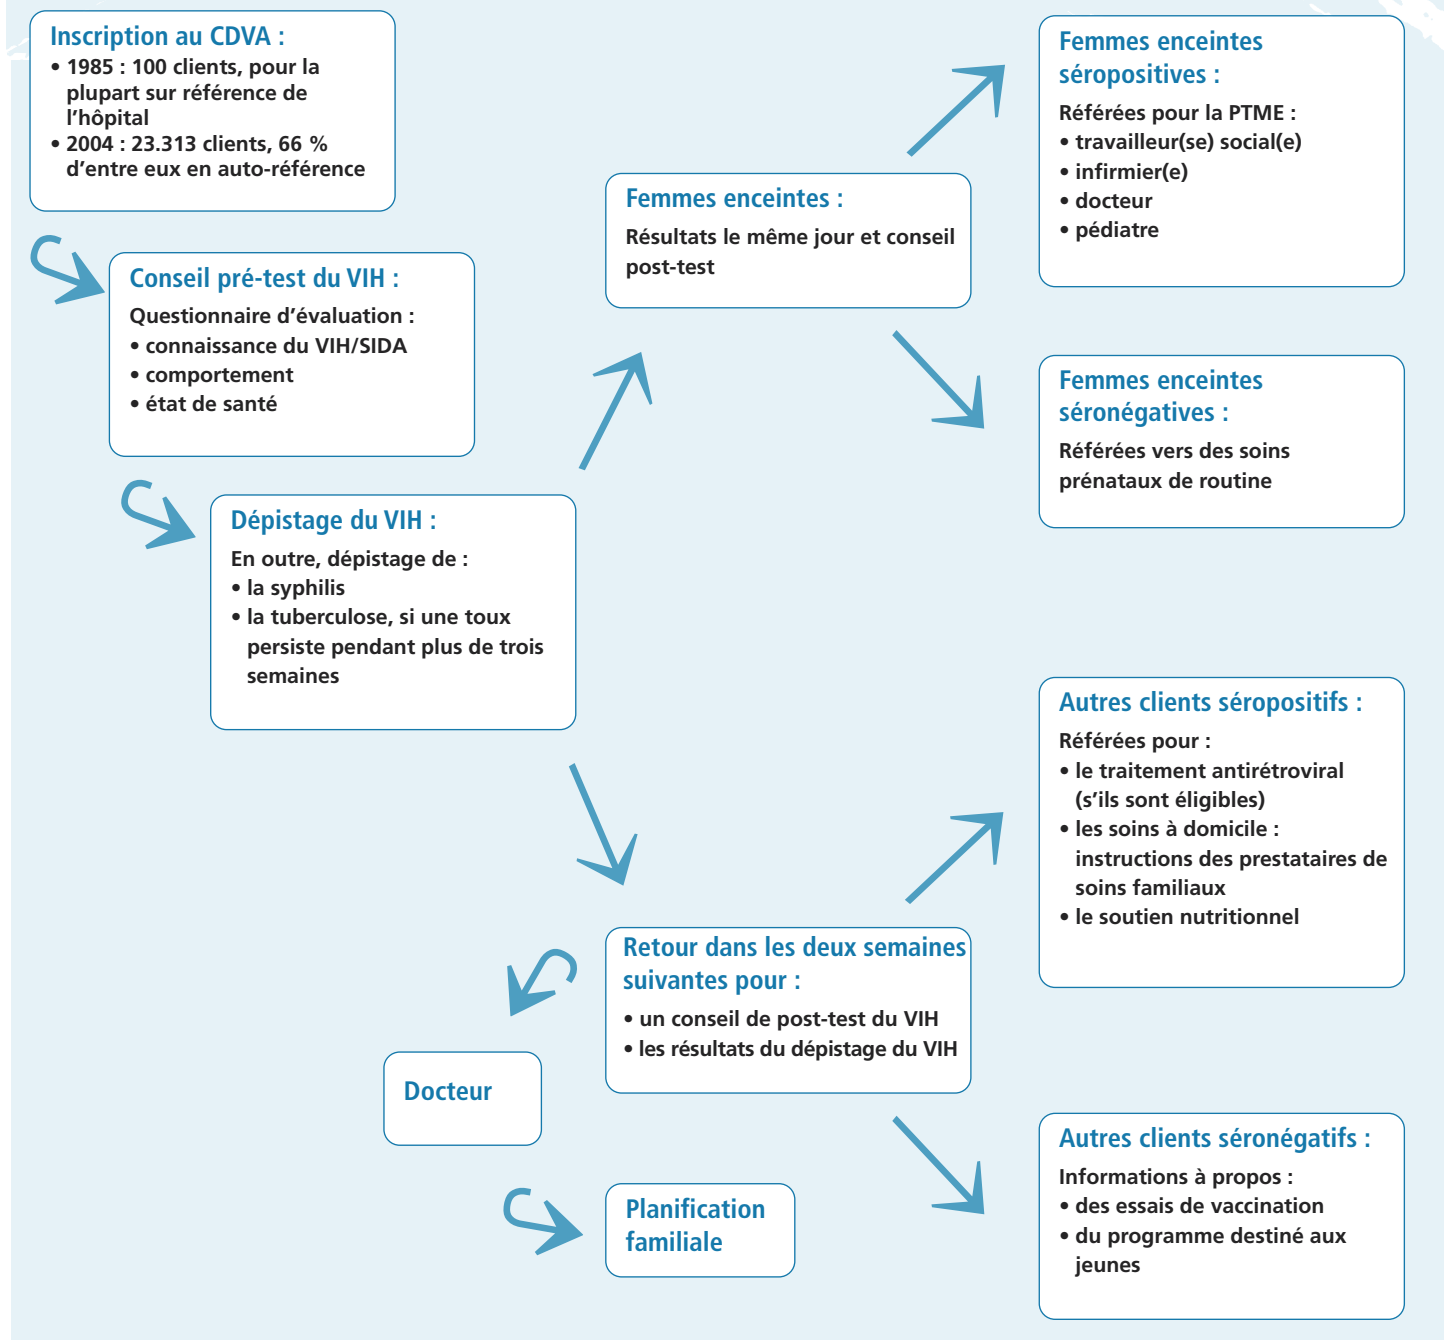 Inscription au CDVA :
• 1985 : 100 clients, pour la
plupart sur référence de
l’hôpital
• 2004 : 23.313 clients, 66 %
d’entre eux en auto-référence
Conseil pré-test du VIH :
Questionnaire d’évaluation :
• connaissance du VIH/SIDA
• comportement
• état de santé
Dépistage du VIH :
En outre, dépistage de :
• la syphilis
• la tuberculose, si une toux
persiste pendant plus de trois
semaines
Femmes enceintes :
Résultats le même jour et conseil
post-test
Femmes enceintes
séropositives :
Référées pour la PTME :
• travailleur(se) social(e)
• infirmier(e)
• docteur
• pédiatre
Femmes enceintes
séronégatives :
Référées vers des soins
prénataux de routine
Retour dans les deux semaines
suivantes pour :
• un conseil de post-test du VIH
• les résultats du dépistage du VIH
Docteur
Planification
familiale
Autres clients séropositifs :
Référées pour :
• le traitement antirétroviral
(s’ils sont éligibles)
• les soins à domicile :
instructions des prestataires de
soins familiaux
• le soutien nutritionnel
Autres clients séronégatifs :
Informations à propos :
• des essais de vaccination
• du programme destiné aux
jeunes